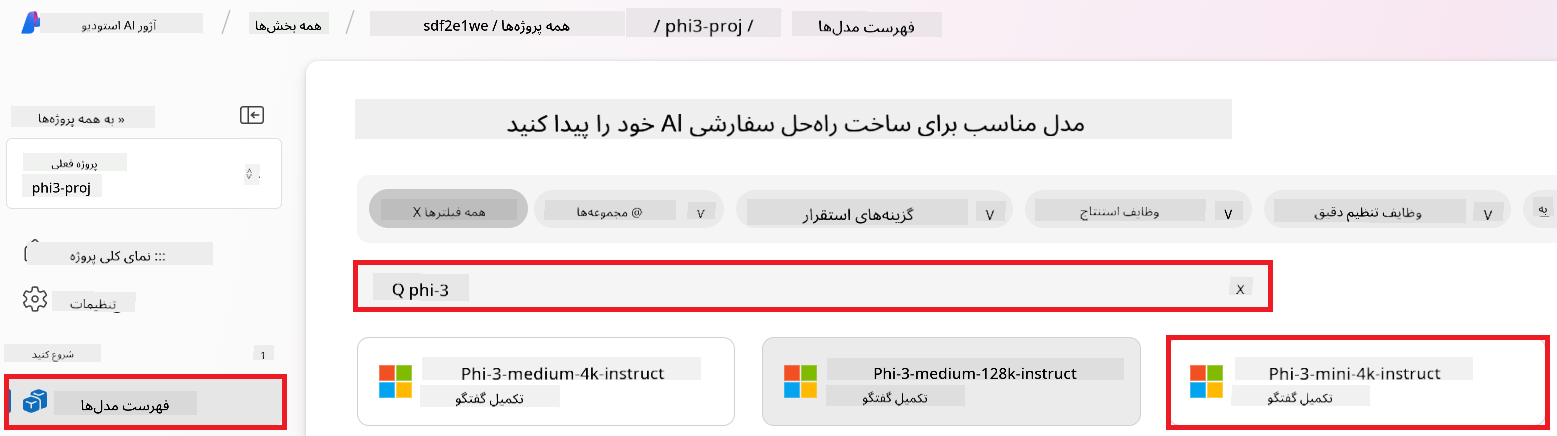 آژور AI استودیو / همه بخش‌ها / همه پروژه‌ها / sdf2e1we / phi3-proj / فهرست مدل‌ها
« به همه پروژه‌ها
پروژه فعلی
phi3-proj
::: نمای کلی پروژه
تنظیمات
شروع کنید 1
فهرست مدل‌ها
مدل مناسب برای ساخت راه‌حل سفارشی AI خود را پیدا کنید
همه فیلترها X
@ مجموعه‌ها v
گزینه‌های استقرار v
وظایف استنتاج v
وظایف تنظیم دقیق v
به
Q phi-3 X
Phi-3-medium-4k-instruct
تکمیل گفتگو
Phi-3-medium-128k-instruct
تکمیل گفتگو
Phi-3-mini-4k-instruct
تکمیل گفتگو